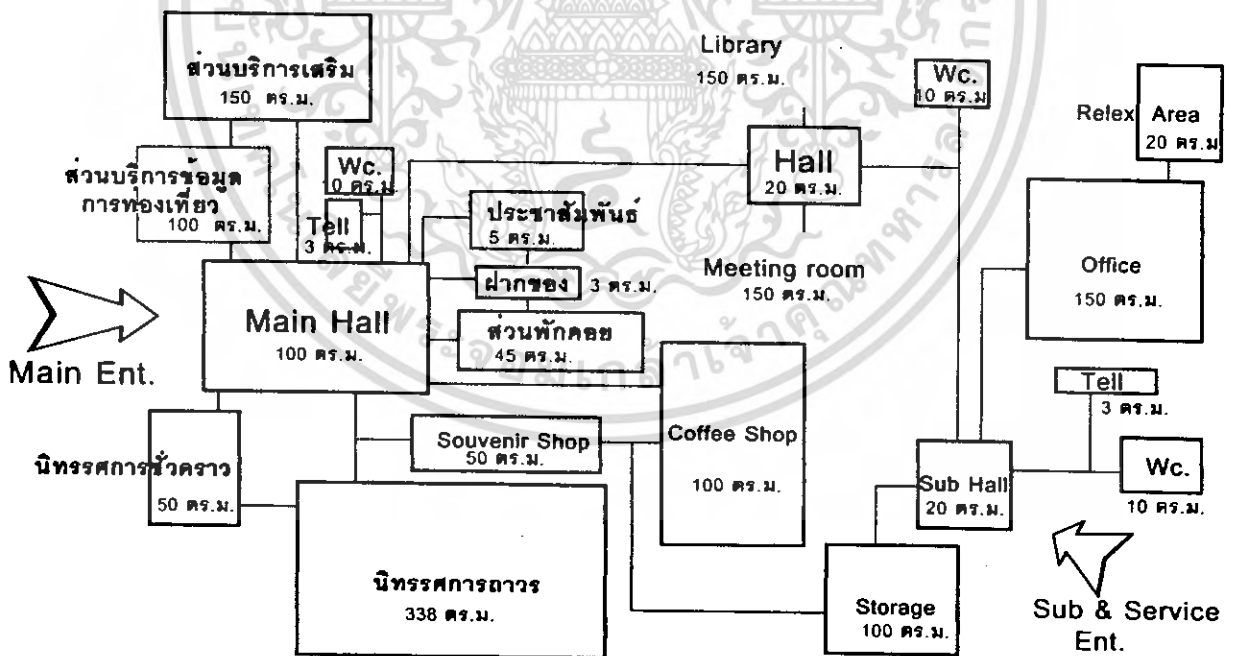 ส่วนบริการเสริม
150 ตร.ม.
ส่วนบริการข้อมูล
การท่องเที่ยว
100 ตร.ม.
Wc.
0 ตร.ม
Tell
3 ตร.ม.
ประชาสัมพันธ์
5 ตร.ม.
ฝากของ 3 ตร.ม.
ส่วนพักคอย
45 ตร.ม.
Main Hall
100 ตร.ม.
Main Ent.
Library
150 ตร.ม.
Hall
20 ตร.ม.
Meeting room
150 ตร.ม.
Wc.
10 ตร.ม
Relex Area
20 ตร.ม
Office
150 ตร.ม.
Tell
3 ตร.ม.
Wc.
10 ตร.ม.
Sub Hall
20 ตร.ม.
Sub & Service
Ent.
Storage
100 ตร.ม.
Coffee Shop
100 ตร.ม.
Souvenir Shop
50 ตร.ม.
นิทรรศการชั่วคราว
50 ตร.ม.
นิทรรศการถาวร
338 ตร.ม.